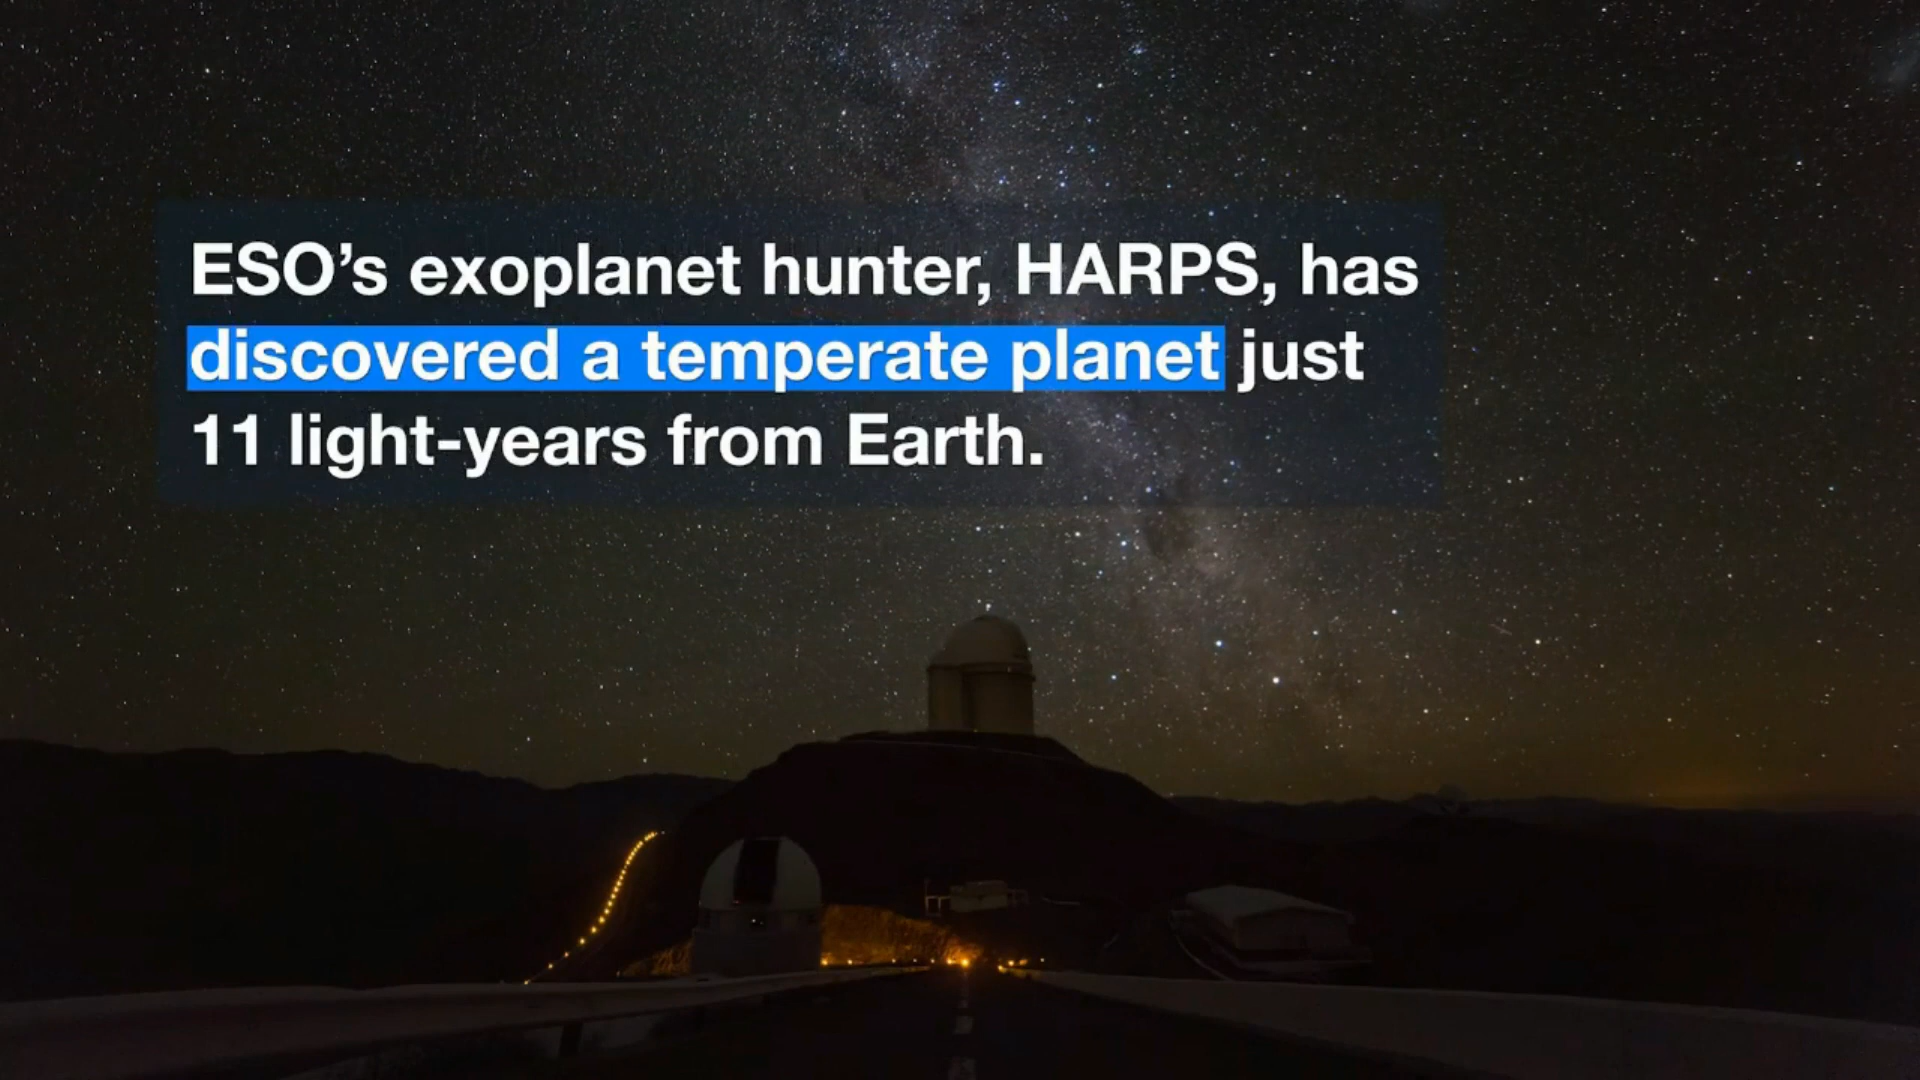 ESO’s exoplanet hunter, HARPS, has
discovered a temperate planet just
11 light-years from Earth.